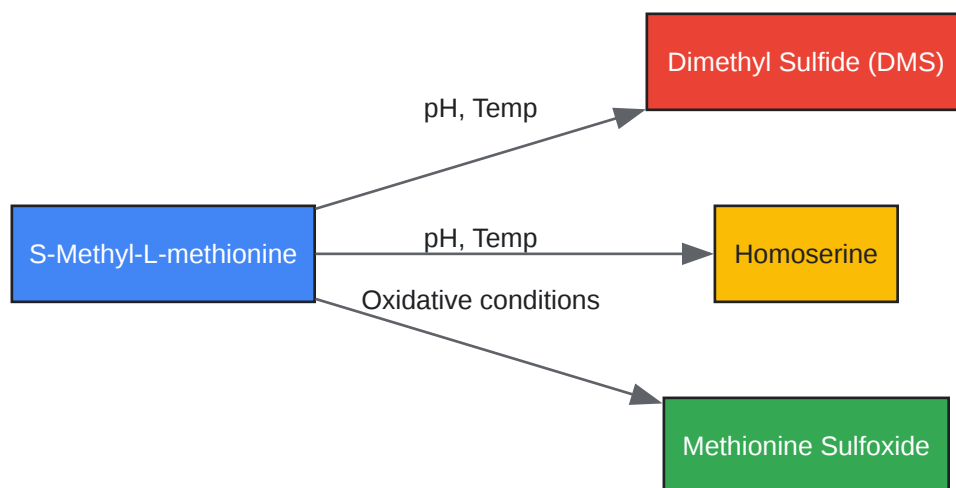 Dimethyl Sulfide (DMS)
pH, Temp
S-Methyl-L-methionine
pH, Temp
Homoserine
Oxidative conditions
Methionine Sulfoxide